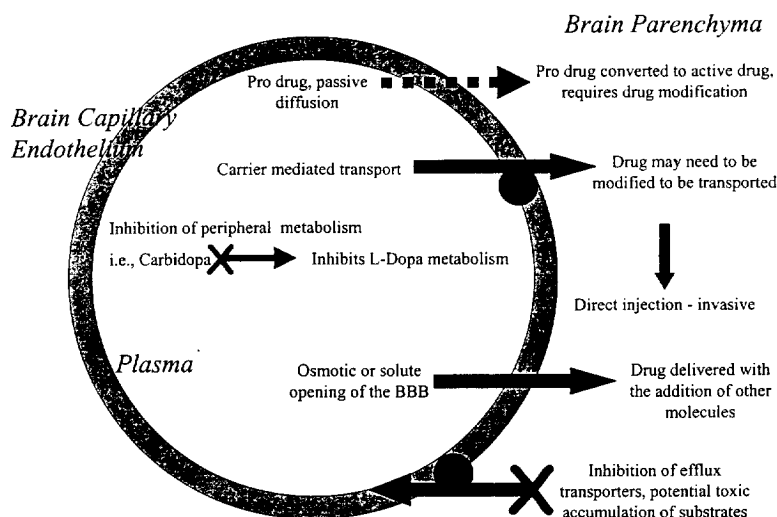 Brain Parenchyma
Pro drug, passive
diffusion
Pro drug converted to active drug,
requires drug modification
Brain Capillary
Endothelium
Carrier mediated transport
Drug may need to be
modified to be transported
Inhibition of peripheral metabolism
i.e., Carbidopa
Inhibits L-Dopa metabolism
Direct injection - invasive
Plasma
Osmotic or solute
opening of the BBB
Drug delivered with
the addition of other
molecules
Inhibition of efflux
transporters, potential toxic
accumulation of substrates